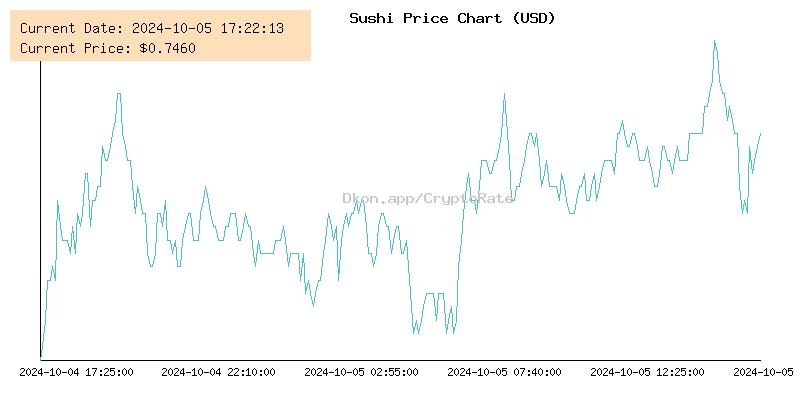 Sushi Price Chart (USD)
Current Date: 2024-10-05 17:22:13
Current Price: $0.7460
Dkon.app/CryptoRate
2024-10-04 17:25:00
2024-10-04 22:10:00
2024-10-05 02:55:00
2024-10-05 07:40:00
2024-10-05 12:25:00
2024-10-05